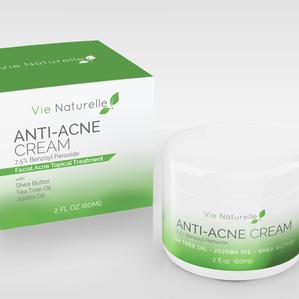 Vie Naturelle
ANTI-ACNE
CREAM
7.5% Benzoyl Peroxide
Facial Acne Topical Treatment
with
Shea Butter
Tea Tree Oil
Jojoba Oil
2 FL OZ (60Ml)
Vie Naturelle
ANTI-ACNE CREAM
Benzoyl Peroxide
TEA TREE OIL - JOJOBA OIL - SHEA BUTTER
2 fl oz (60ml)